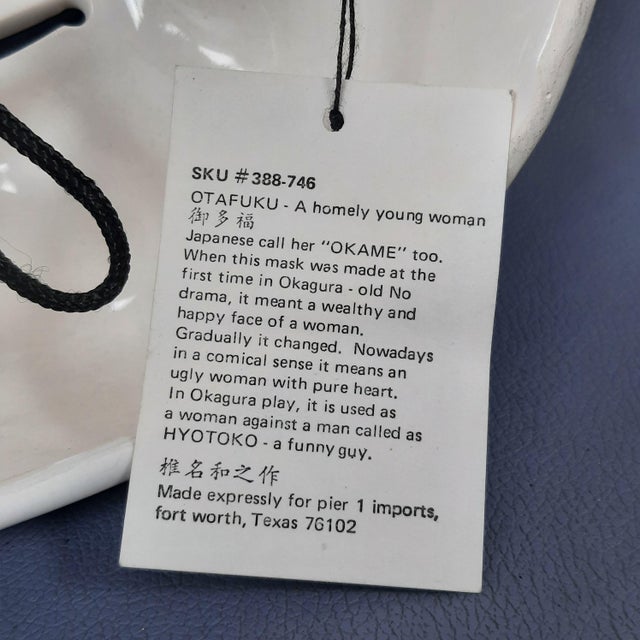 SKU #388-746
OTAFUKU - A homely young woman
御多福
Japanese call her "OKAME" too.
When this mask was made at the
first time in Okagura - old No
drama, it meant a wealthy and
happy face of a woman.
Gradually it changed. Nowadays
in a comical sense it means an
ugly woman with pure heart.
In Okagura play, it is used as
a woman against a man called as
HYOTOKO - a funny guy.
椎名和之作
Made expressly for pier 1 imports,
fort worth, Texas 76102